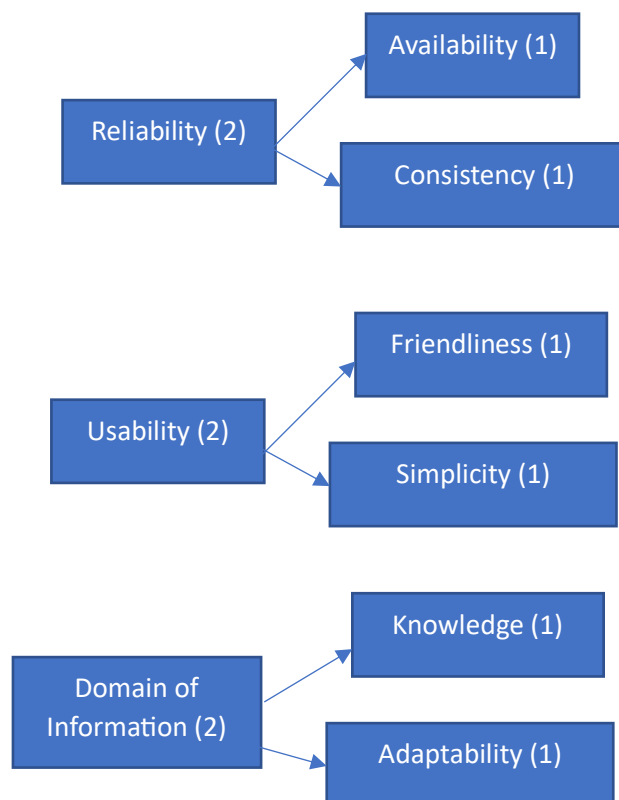 Availability (1)
Reliability (2)
Consistency (1)
Friendliness (1)
Usability (2)
Simplicity (1)
Knowledge (1)
Domain of
Information (2)
Adaptability (1)